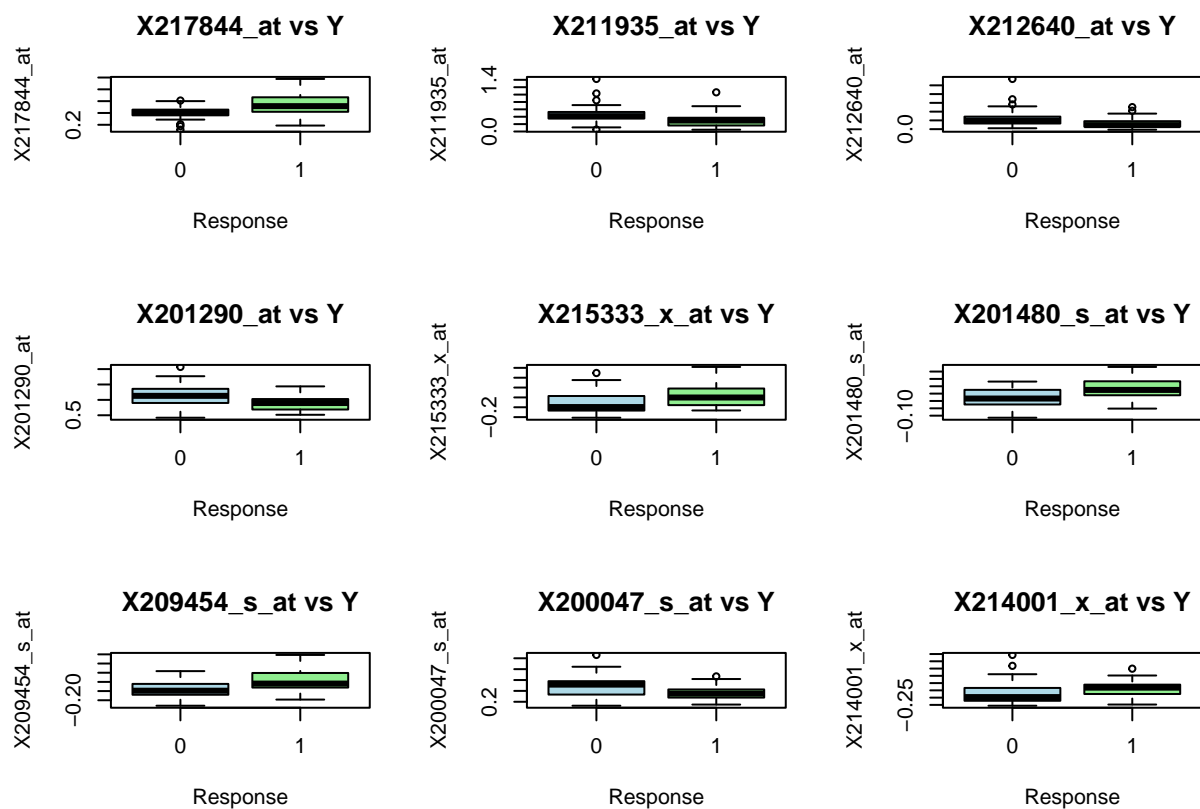 X217844_at vs Y
X217844_at
0.2
0
1
Response
X211935_at vs Y
X211935_at
0.0
1.4
0
1
Response
X212640_at vs Y
X212640_at
0.0
0
1
Response
X201290_at vs Y
X201290_at
0.5
0
1
Response
X215333_x_at vs Y
X215333_x_at
−0.2
0
1
Response
X201480_s_at vs Y
X201480_s_at
−0.10
0
1
Response
X209454_s_at vs Y
X209454_s_at
−0.20
0
1
Response
X200047_s_at vs Y
X200047_s_at
0.2
0
1
Response
X214001_x_at vs Y
X214001_x_at
−0.25
0
1
Response